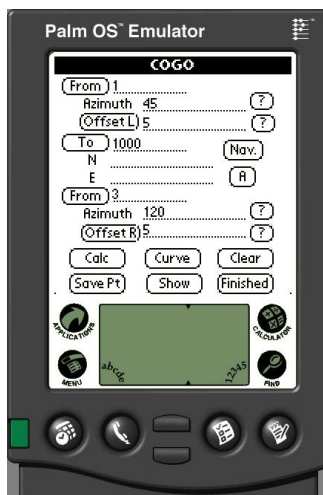 Palm OS™ Emulator
COGO
From 1
Azimuth 45 ?
Offset L 5 ?
To 1000 Nav.
N
E A
From 3
Azimuth 120 ?
Offset R 5 ?
Calc Curve Clear
Save Pt Show Finished
APPLICATIONS CALCULATOR
MENU abcde 12345 FIND